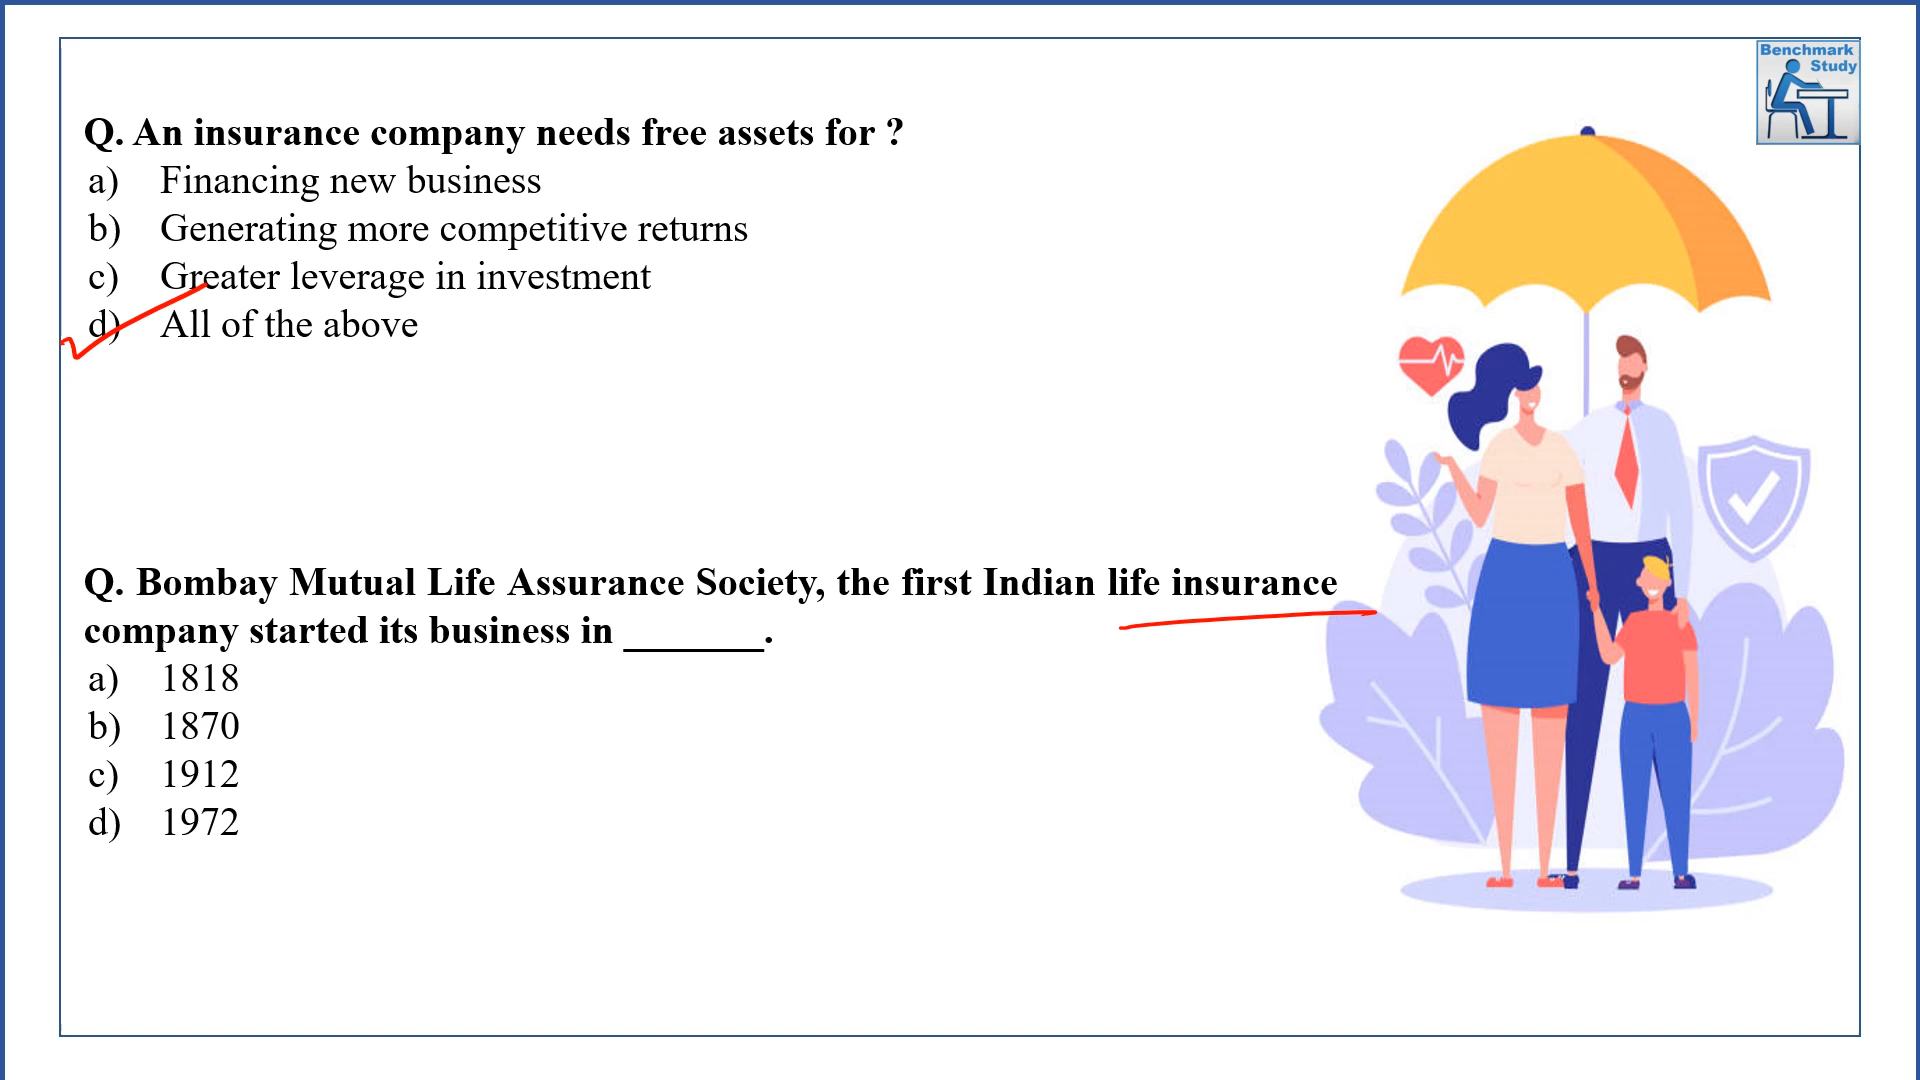 Benchmark
Study
Q. An insurance company needs free assets for ?
a) Financing new business
b) Generating more competitive returns
c) Greater leverage in investment
d) All of the above
Q. Bombay Mutual Life Assurance Society, the first Indian life insurance
company started its business in _______.
a) 1818
b) 1870
c) 1912
d) 1972